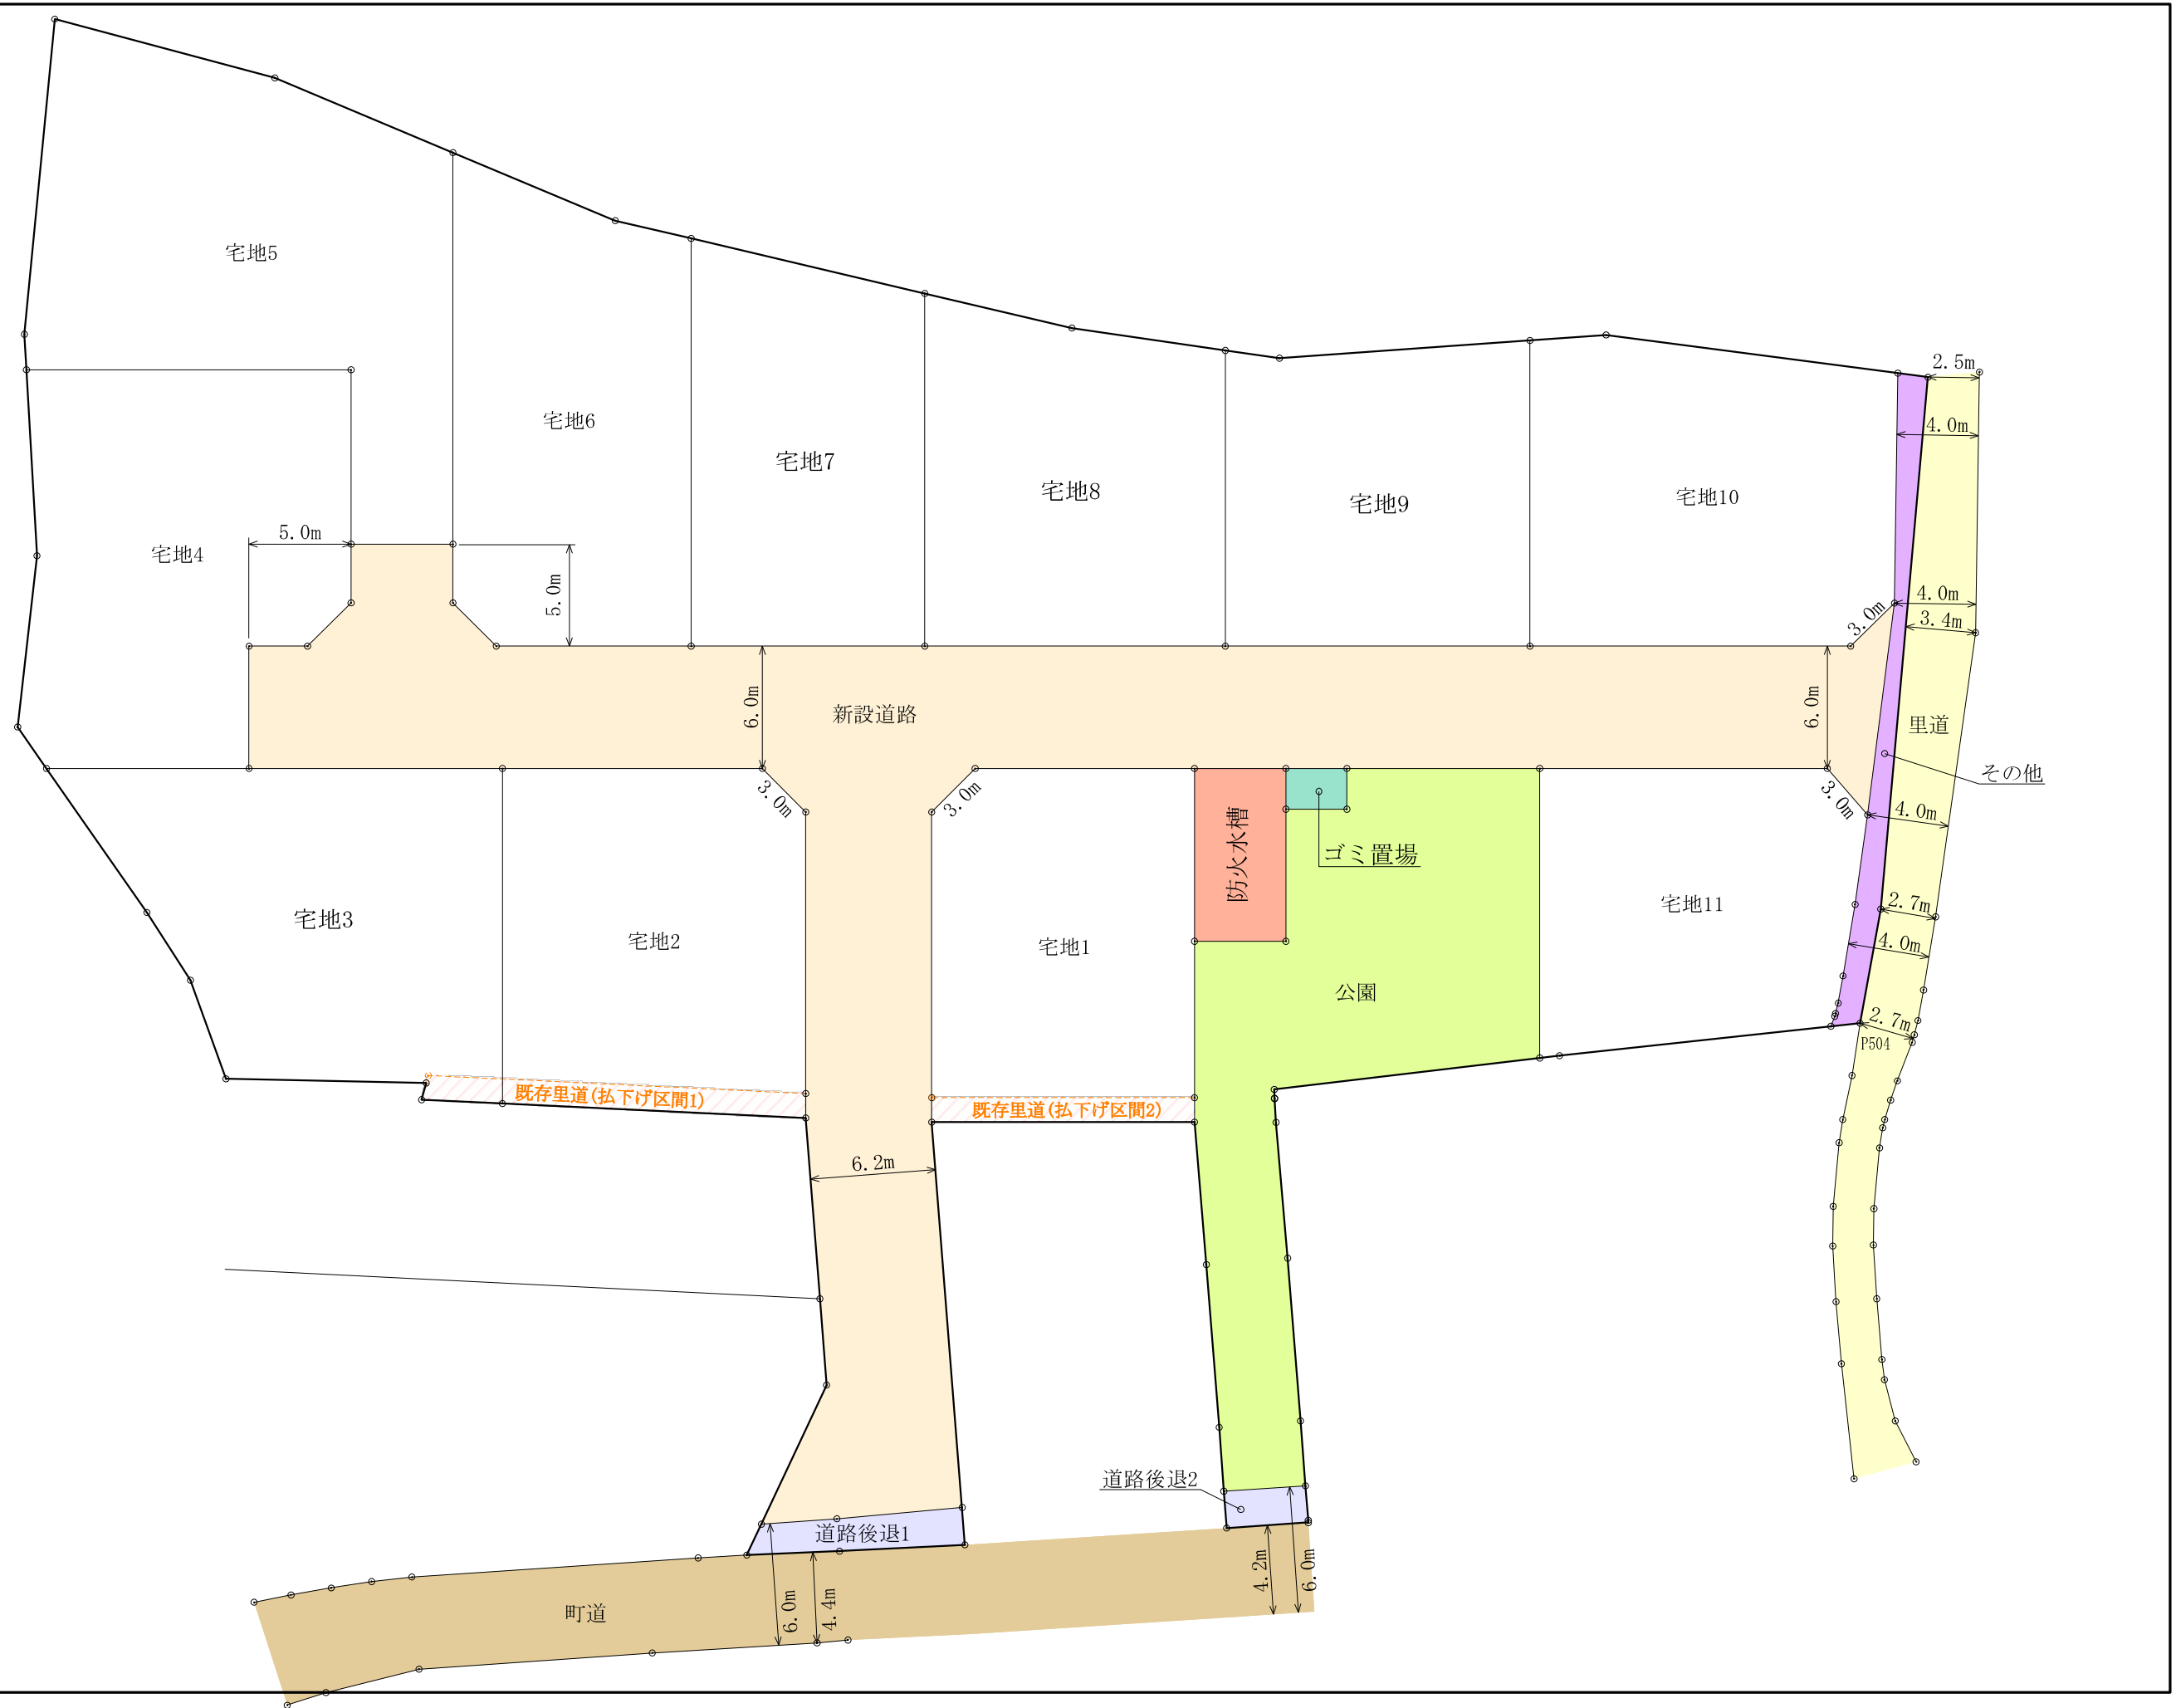 宅地5
2.5m
4.0m
宅地6
宅地7
宅地8
宅地9
宅地10
5.0m
宅地4
5.0m
3.0m
4.0m
3.4m
6.0m
新設道路
6.0m
里道
その他
3.0m
3.0m
防火水槽
ゴミ置場
3.0m
4.0m
宅地3
宅地2
宅地1
公園
宅地11
2.7m
4.0m
2.7m
P504
既存里道(払下げ区間1)
既存里道(払下げ区間2)
6.2m
道路後退2
道路後退1
町道
6.0m
4.4m
4.2m
6.0m